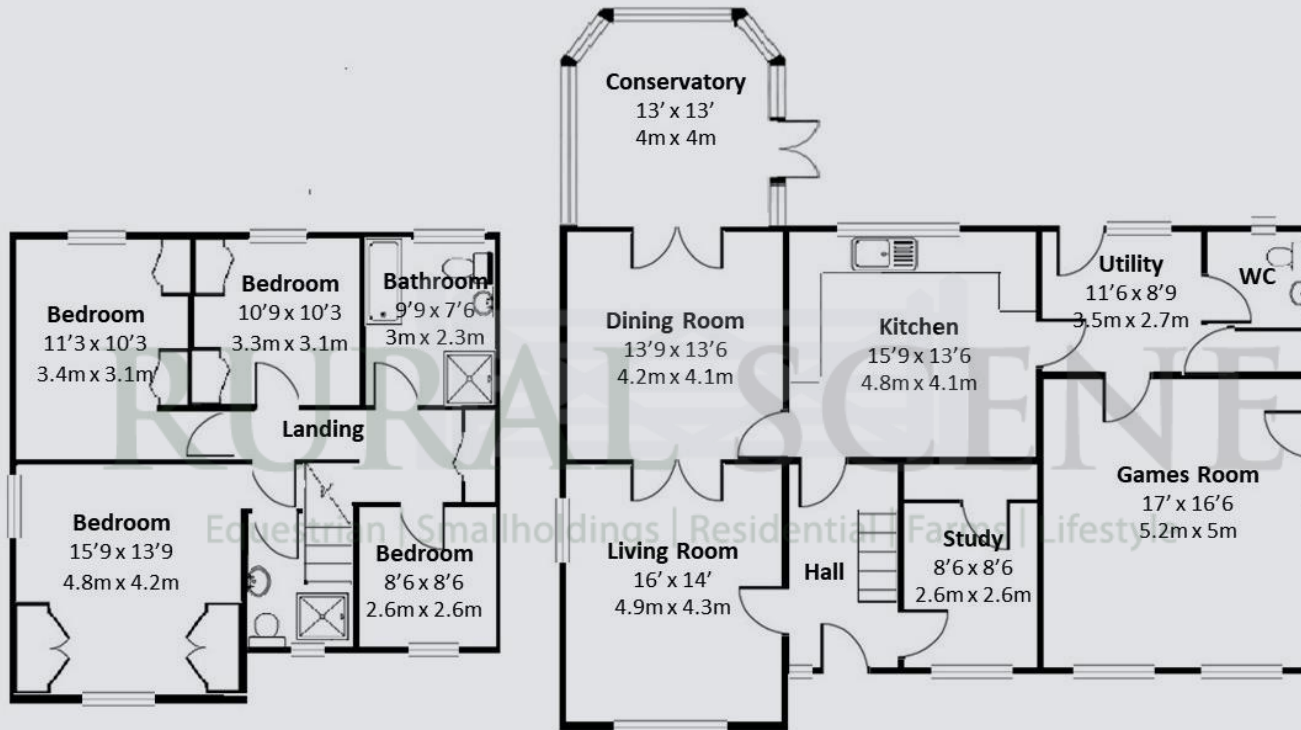 Conservatory
13’ x 13’
4m x 4m
Bedroom
11’3 x 10’3
3.4m x 3.1m
Bedroom
10’9 x 10’3
3.3m x 3.1m
Bathroom
9’9 x 7’6
3m x 2.3m
Landing
Bedroom
15’9 x 13’9
4.8m x 4.2m
Bedroom
8’6 x 8’6
2.6m x 2.6m
Dining Room
13’9 x 13’6
4.2m x 4.1m
Kitchen
15’9 x 13’6
4.8m x 4.1m
Utility
11’6 x 8’9
3.5m x 2.7m
WC
Living Room
16’ x 14’
4.9m x 4.3m
Hall
Study
8’6 x 8’6
2.6m x 2.6m
Games Room
17’ x 16’6
5.2m x 5m
RURAL SCENE
Equestrian | Smallholdings | Residential | Farms | Lifestyle